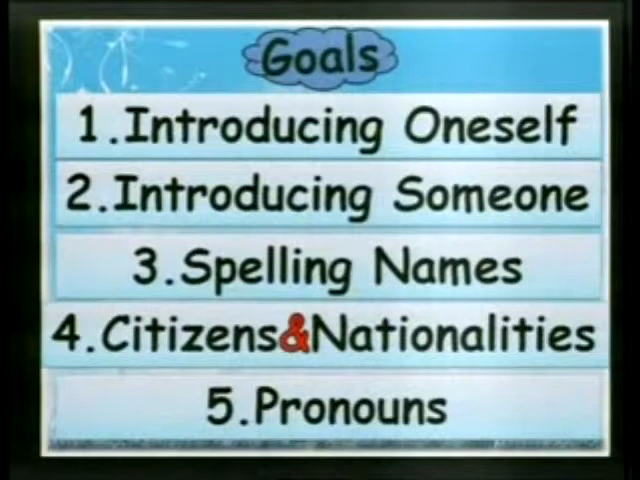 Goals
1.Introducing Oneself
2.Introducing Someone
3.Spelling Names
4.Citizens&Nationalities
5.Pronouns